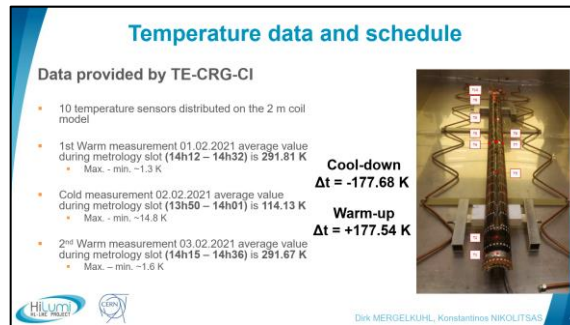 Temperature data and schedule
Data provided by TE-CRG-CI
• 10 temperature sensors distributed on the 2 m coil
model
• 1st Warm measurement 01.02.2021 average value
during metrology slot (14h12 – 14h32) is 291.81 K
• Max. - min. ~1.3 K
• Cold measurement 02.02.2021 average value
during metrology slot (13h50 – 14h01) is 114.13 K
• Max. - min. ~14.8 K
• 2nd Warm measurement 03.02.2021 average value
during metrology slot (14h15 – 14h36) is 291.67 K
• Max. – min. ~1.6 K
Cool-down
Δt = -177.68 K
Warm-up
Δt = +177.54 K
HiLumi
HL-LHC PROJECT
CERN
Dirk MERGELKUHL, Konstantinos NIKOLITSAS